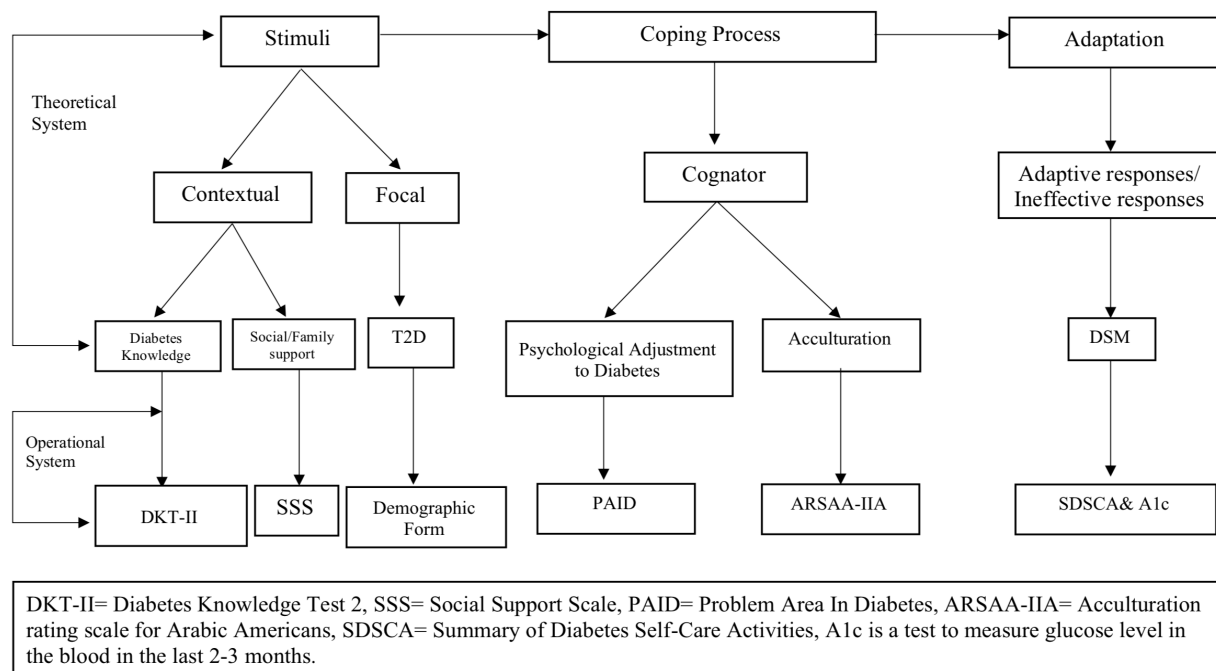 Stimuli
Coping Process
Adaptation
Theoretical
System
Contextual
Focal
Cognator
Adaptive responses/
Ineffective responses
Diabetes
Knowledge
Social/Family
support
T2D
Psychological Adjustment
to Diabetes
Acculturation
DSM
Operational
System
DKT-II
SSS
Demographic
Form
PAID
ARSAA-IIA
SDSCA& A1c
DKT-II= Diabetes Knowledge Test 2, SSS= Social Support Scale, PAID= Problem Area In Diabetes, ARSAA-IIA= Acculturation
rating scale for Arabic Americans, SDSCA= Summary of Diabetes Self-Care Activities, A1c is a test to measure glucose level in
the blood in the last 2-3 months.